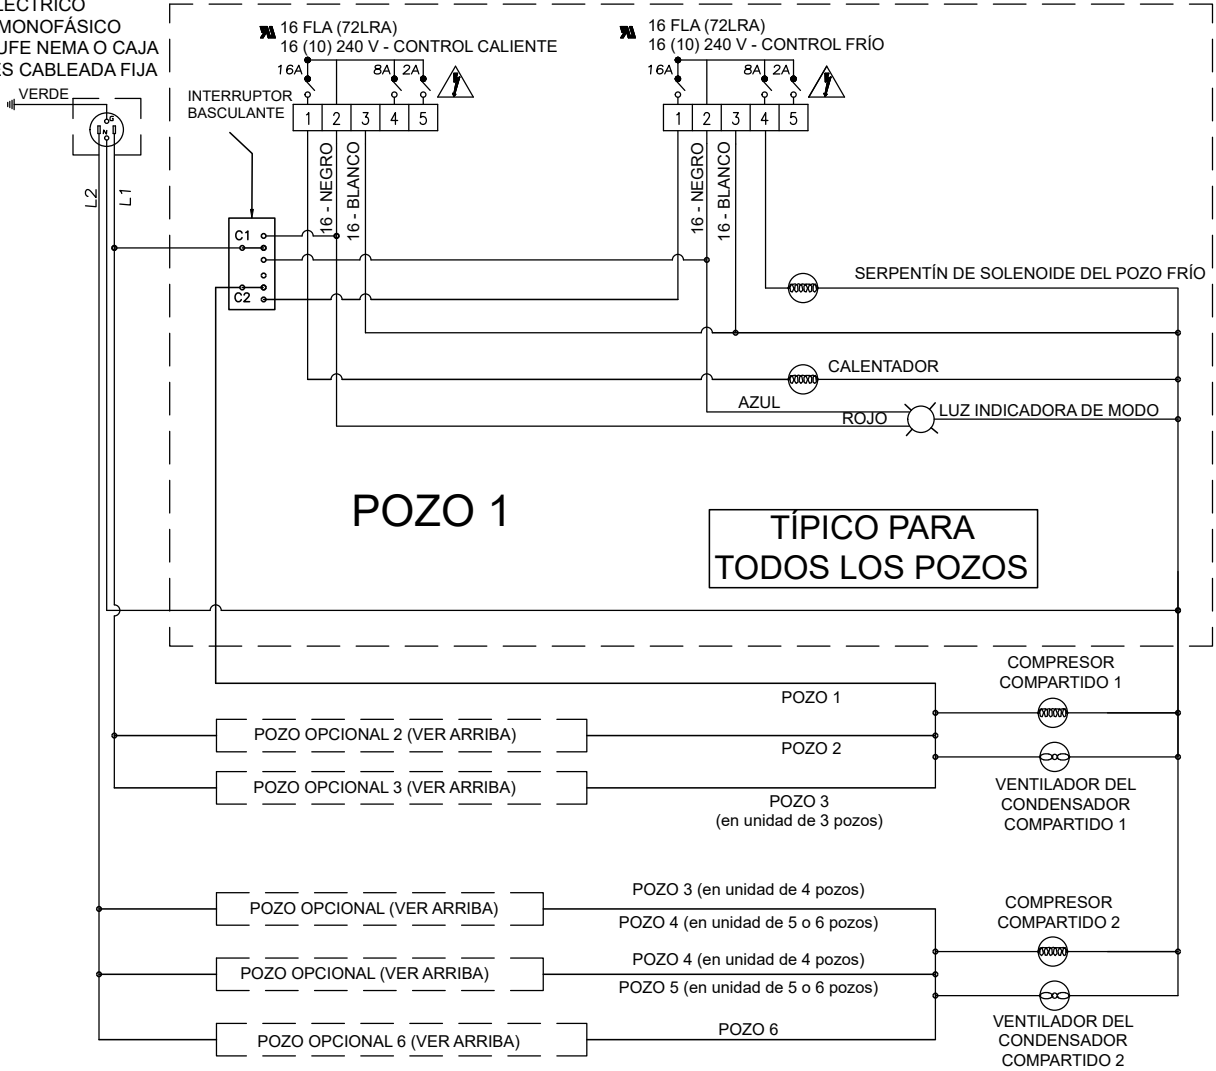 ELÉCTRICO
MONOFÁSICO
UFE NEMA O CAJA
ES CABLEADA FIJA
VERDE
G
N
L2
L1
INTERRUPTOR
BASCULANTE
16 FLA (72LRA)
16 (10) 240 V - CONTROL CALIENTE
16A
8A
2A
1
2
3
4
5
16 - NEGRO
16 - BLANCO
16 FLA (72LRA)
16 (10) 240 V - CONTROL FRÍO
16A
8A
2A
1
2
3
4
5
16 - NEGRO
16 - BLANCO
C1
C2
SERPENTÍN DE SOLENOIDE DEL POZO FRÍO
CALENTADOR
AZUL
ROJO
LUZ INDICADORA DE MODO
POZO 1
TÍPICO PARA
TODOS LOS POZOS
COMPRESOR
COMPARTIDO 1
POZO 1
POZO OPCIONAL 2 (VER ARRIBA)
POZO 2
POZO OPCIONAL 3 (VER ARRIBA)
POZO 3
(en unidad de 3 pozos)
VENTILADOR DEL
CONDENSADOR
COMPARTIDO 1
POZO OPCIONAL (VER ARRIBA)
POZO 3 (en unidad de 4 pozos)
POZO 4 (en unidad de 5 o 6 pozos)
COMPRESOR
COMPARTIDO 2
POZO OPCIONAL (VER ARRIBA)
POZO 4 (en unidad de 4 pozos)
POZO 5 (en unidad de 5 o 6 pozos)
POZO OPCIONAL 6 (VER ARRIBA)
POZO 6
VENTILADOR DEL
CONDENSADOR
COMPARTIDO 2